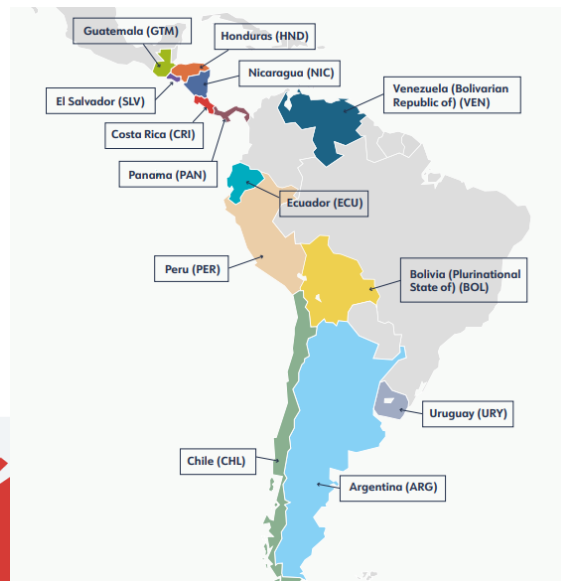 Guatemala (GTM)
Honduras (HND)
Nicaragua (NIC)
Venezuela (Bolivarian
Republic of) (VEN)
El Salvador (SLV)
Costa Rica (CRI)
Panama (PAN)
Ecuador (ECU)
Peru (PER)
Bolivia (Plurinational
State of) (BOL)
Uruguay (URY)
Chile (CHL)
Argentina (ARG)